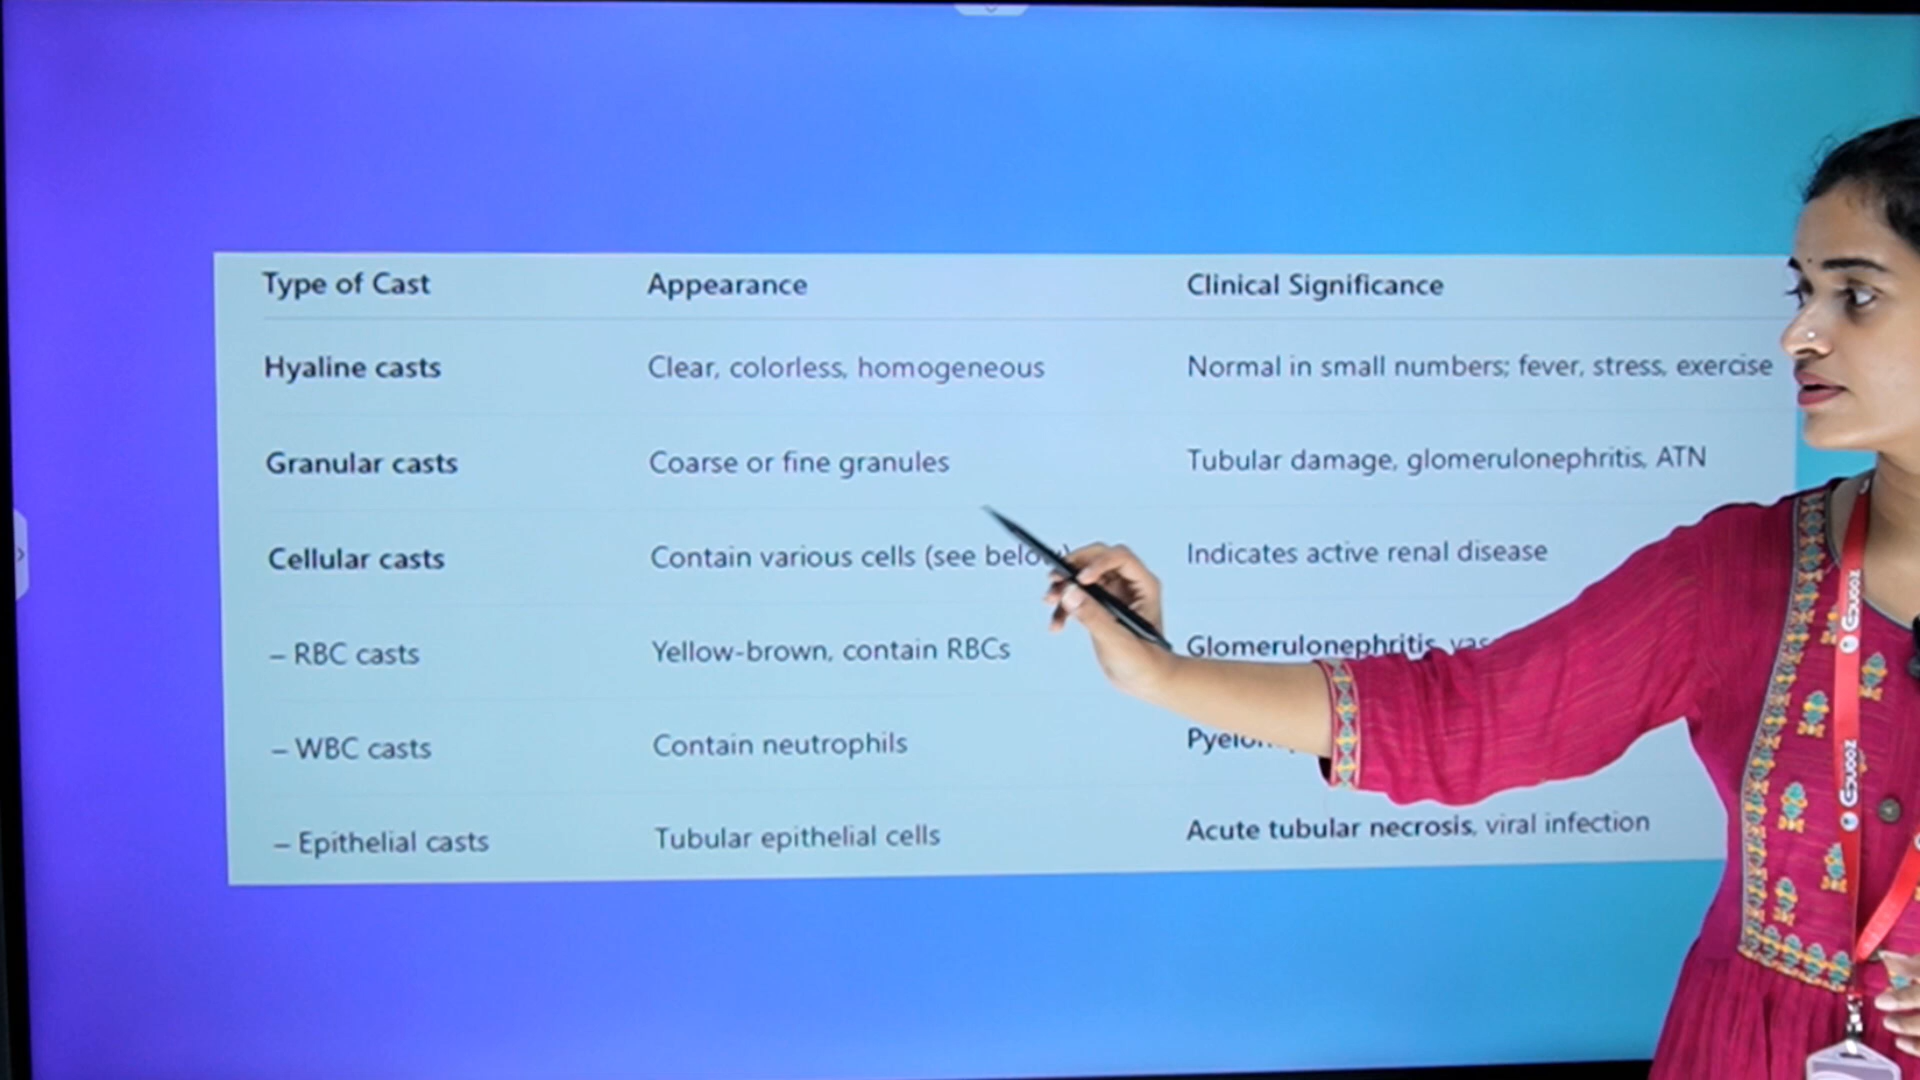 Type of Cast Appearance Clinical Significance
Hyaline casts Clear, colorless, homogeneous Normal in small numbers; fever, stress, exercise
Granular casts Coarse or fine granules Tubular damage, glomerulonephritis, ATN
Cellular casts Contain various cells (see below) Indicates active renal disease
– RBC casts Yellow-brown, contain RBCs Glomerulonephritis,
– WBC casts Contain neutrophils
– Epithelial casts Tubular epithelial cells Acute tubular necrosis, viral infection